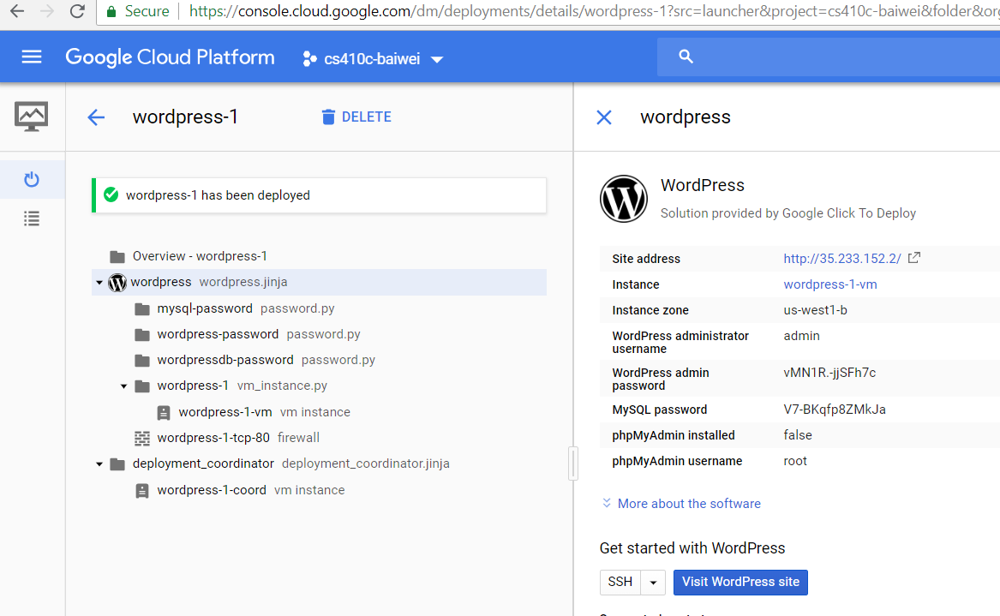 Secure https://console.cloud.google.com/dm/deployments/details/wordpress-1?src=launcher&project=cs410c-baiwei&folder&org
Google Cloud Platform cs410c-baiwei
wordpress-1 DELETE
wordpress-1 has been deployed
Overview - wordpress-1
wordpress wordpress.jinja
mysql-password password.py
wordpress-password password.py
wordpressdb-password password.py
wordpress-1 vm_instance.py
wordpress-1-vm vm instance
wordpress-1-tcp-80 firewall
deployment_coordinator deployment_coordinator.jinja
wordpress-1-coord vm instance
wordpress
WordPress
Solution provided by Google Click To Deploy
Site address http://35.233.152.2/
Instance wordpress-1-vm
Instance zone us-west1-b
WordPress administrator admin
username
WordPress admin vMN1R.-jjSFh7c
password
MySQL password V7-BKqfp8ZMkJa
phpMyAdmin installed false
phpMyAdmin username root
More about the software
Get started with WordPress
SSH Visit WordPress site